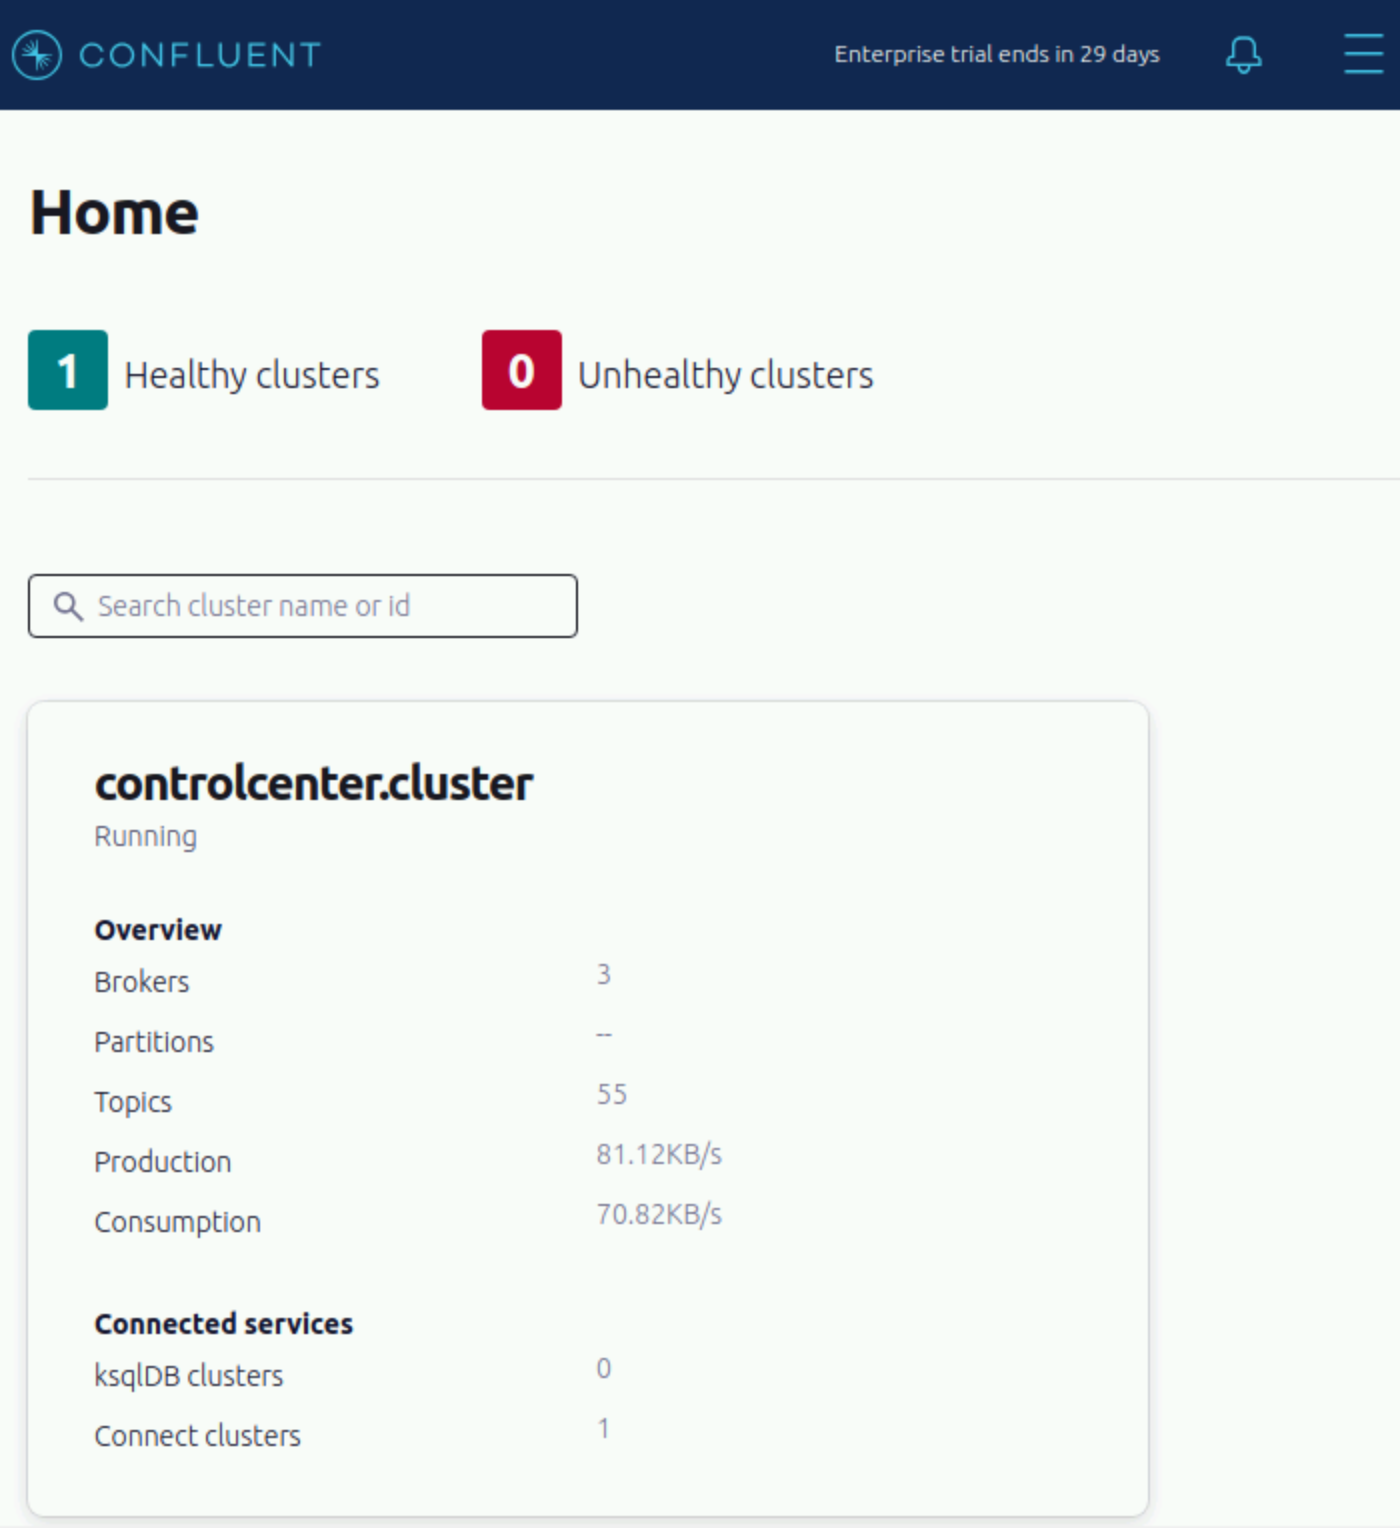 CONFLUENT
Enterprise trial ends in 29 days
Home
1 Healthy clusters
0 Unhealthy clusters
Search cluster name or id
controlcenter.cluster
Running
Overview
Brokers 3
Partitions --
Topics 55
Production 81.12KB/s
Consumption 70.82KB/s
Connected services
ksqlDB clusters 0
Connect clusters 1